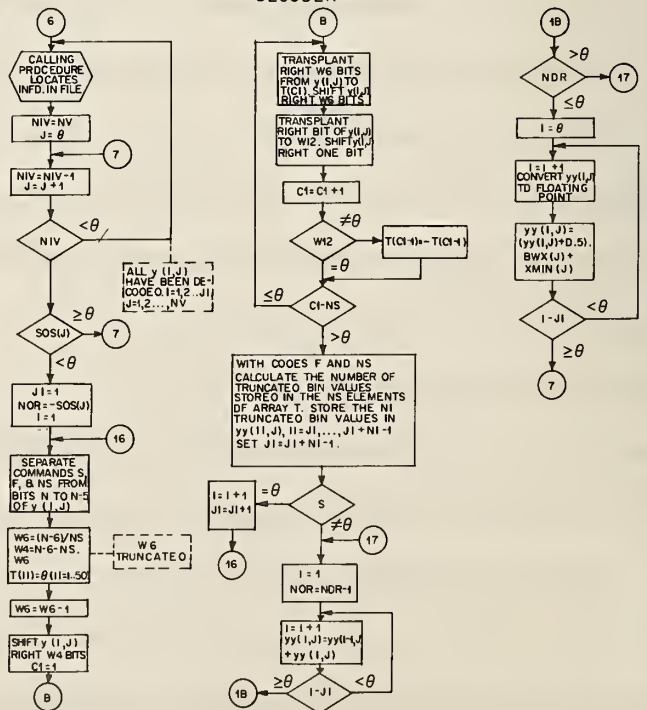 6
CALLING
PROCEDURE
LOCATES
INFO. IN FILE
NIV=NV
J = θ
7
NIV=NIV-1
J = J + 1
NIV
<θ
ALL y (I,J)
HAVE BEEN DE-
COOEO. I=1,2..JI
J=1,2...,NV
SOS(J)
≥θ
7
<θ
JI=1
NOR=-SOS(J)
I = 1
16
SEPARATE
COMMANDS S,
F, & NS FROM
BITS N TO N-5
OF y (I,J)
W6=(N-6)/NS
W4=N-6-NS.
W6
T(II)=θ(II=1..50)
W6
TRUNCATEO
W6=W6-1
SHIFT y (I,J)
RIGHT W4 BITS
C1=1
B
B
TRANSPLANT
RIGHT W6 BITS
FROM y(I,J) TO
T(C1). SHIFT y(I,J)
RIGHT W6 BITS
TRANSPLANT
RIGHT BIT OF y(I,J)
TO W12. SHIFT y(I,J)
RIGHT ONE BIT
C1=C1+1
W12
≠θ
T(C1-1)=-T(C1-1)
=θ
C1-NS
≤θ
>θ
WITH COOES F AND NS
CALCULATE THE NUMBER OF
TRUNCATEO BIN VALUES
STOREO IN THE NS ELEMENTS
OF ARRAY T. STORE THE NI
TRUNCATEO BIN VALUES IN
yy(II,J), II=JI,...,JI+NI-1
SET JI=JI+NI-1.
S
=θ
I=I+1
JI=JI+1
16
≠θ
17
I=1
NOR=NDR-1
I=I+1
yy(I,J)=yy(I-1,J)
+ yy (I,J)
I-JI
<θ
≥θ
1B
1B
NDR
>θ
17
≤θ
I = θ
I=I+1
CONVERT yy(I,J)
TD FLOATING
POINT
yy (I,J)=
(yy(I,J)+D.5).
BWX(J)+
XMIN(J)
I-JI
<θ
≥θ
7